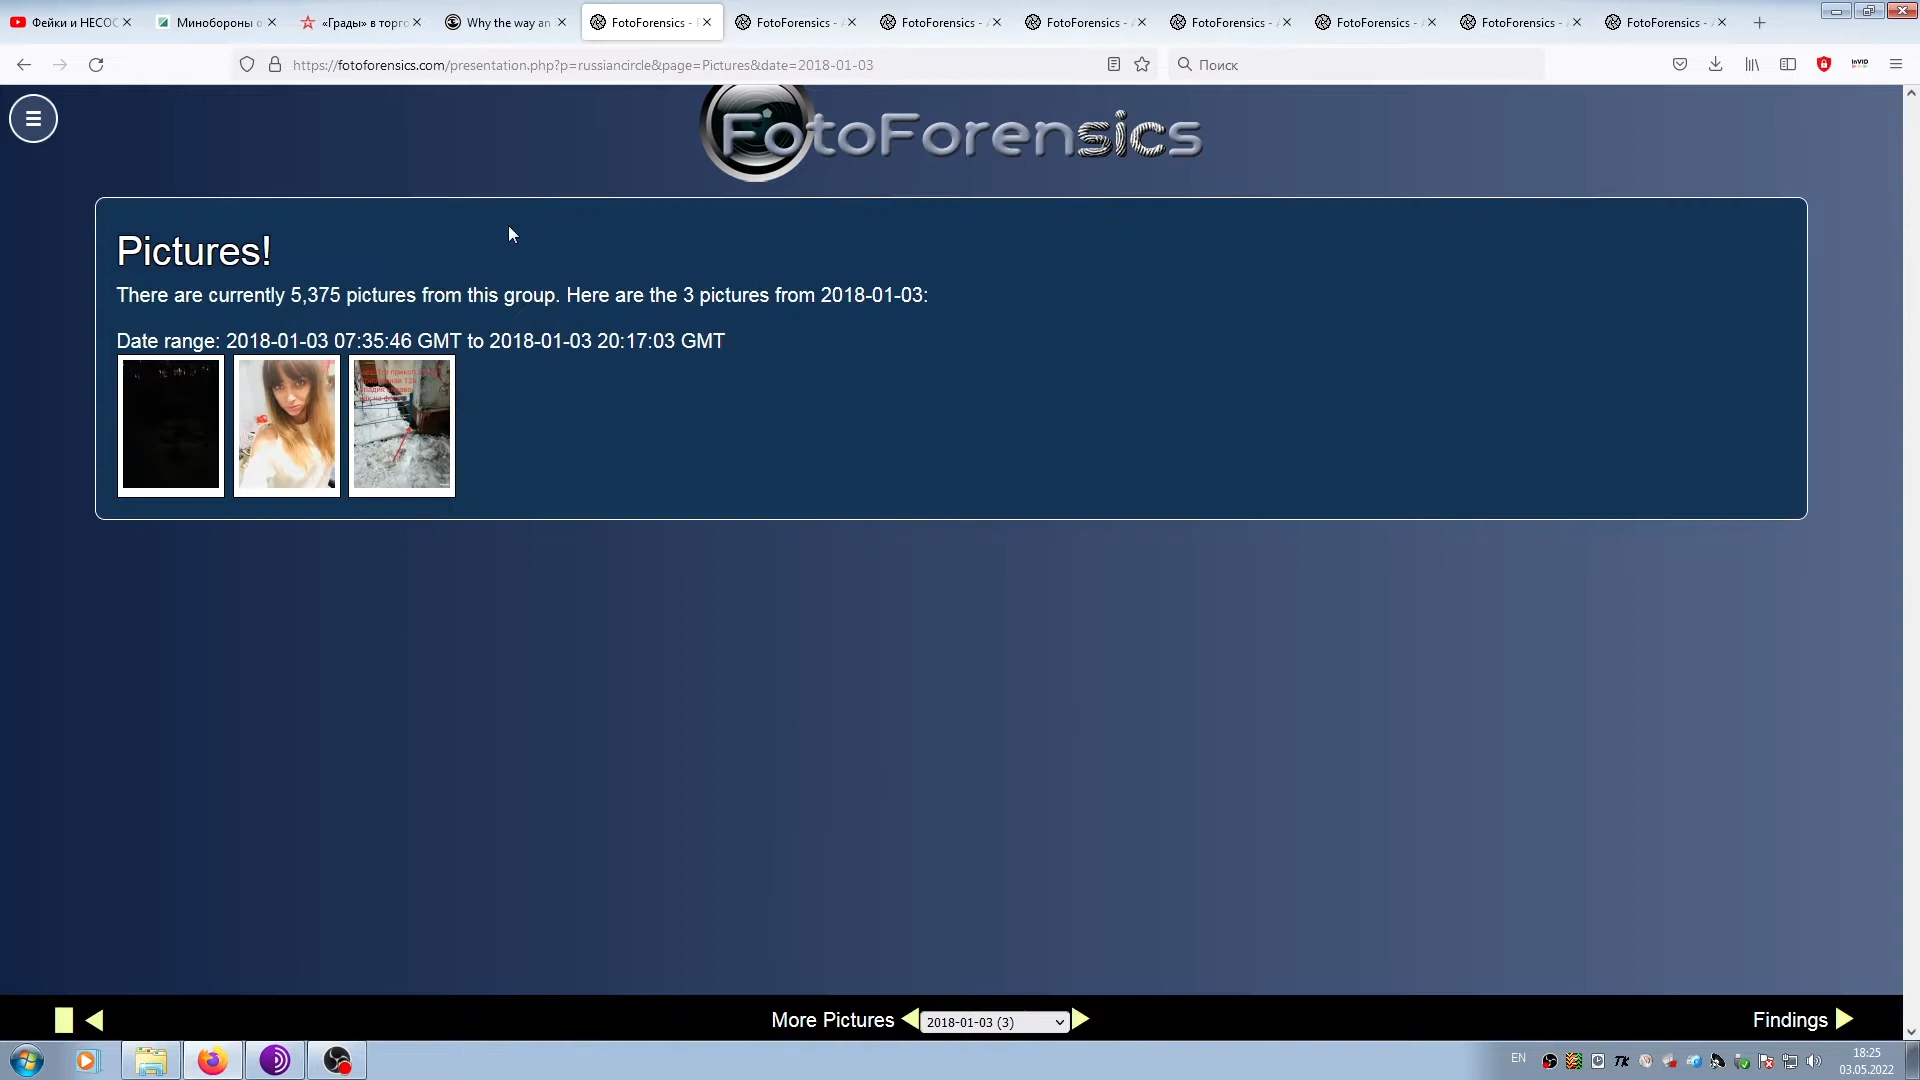 Фейки и НЕСОС
Минобороны о
«Грады» в торго
Why the way an
FotoForensics -
FotoForensics -
FotoForensics -
FotoForensics -
FotoForensics -
FotoForensics -
FotoForensics -
FotoForensics -
https://fotoforensics.com/presentation.php?p=russiancircle&page=Pictures&date=2018-01-03
Поиск
InVID
FotoForensics
Pictures!
There are currently 5,375 pictures from this group. Here are the 3 pictures from 2018-01-03:
Date range: 2018-01-03 07:35:46 GMT to 2018-01-03 20:17:03 GMT
More Pictures
2018-01-03 (3)
Findings
EN
TK
18:25
03.05.2022